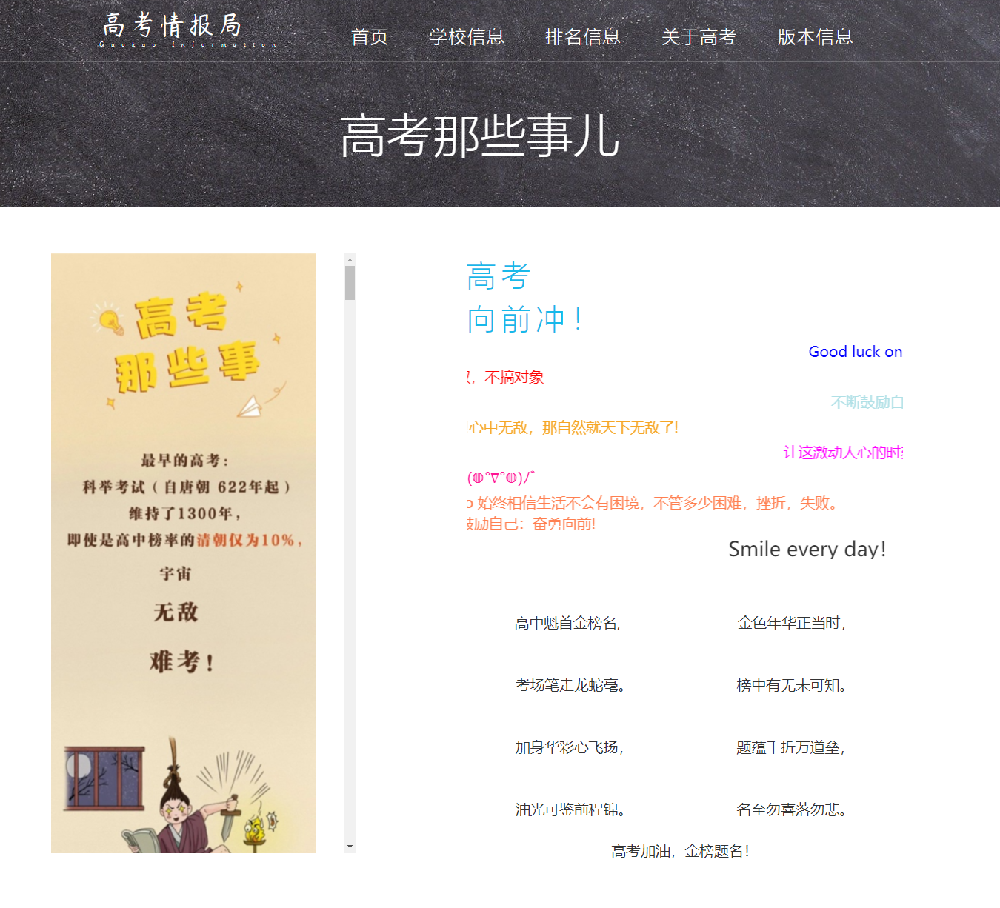 高考情报局
Gaokao Information
首页 学校信息 排名信息 关于高考 版本信息
高考那些事儿
高考
那些事
最早的高考：
科举考试（自唐朝 622年起）
维持了1300年，
即使是高中榜率的清朝仅为10%，
宇宙
无敌
难考！
高考
向前冲！
Good luck on
，不搞对象
不断鼓励自
!心中无敌，那自然就天下无敌了!
让这激动人心的时
(◍°∇°◍)ﾉﾞ
o 始终相信生活不会有困境，不管多少困难，挫折，失败。
鼓励自己：奋勇向前!
Smile every day！
高中魁首金榜名,
考场笔走龙蛇毫。
加身华彩心飞扬，
油光可鉴前程锦。
金色年华正当时，
榜中有无未可知。
题蕴千折万道垒，
名至勿喜落勿悲。
高考加油，金榜题名！